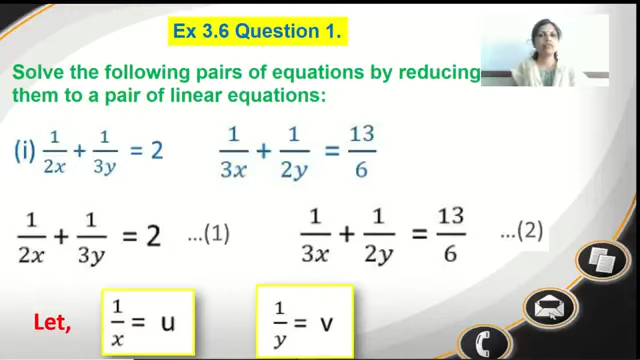 Ex 3.6 Question 1.
Solve the following pairs of equations by reducing
them to a pair of linear equations:
(i) 1/2x + 1/3y = 2   1/3x + 1/2y = 13/6
1/2x + 1/3y = 2 ...(1)   1/3x + 1/2y = 13/6 ...(2)
Let, 1/x = u   1/y = v